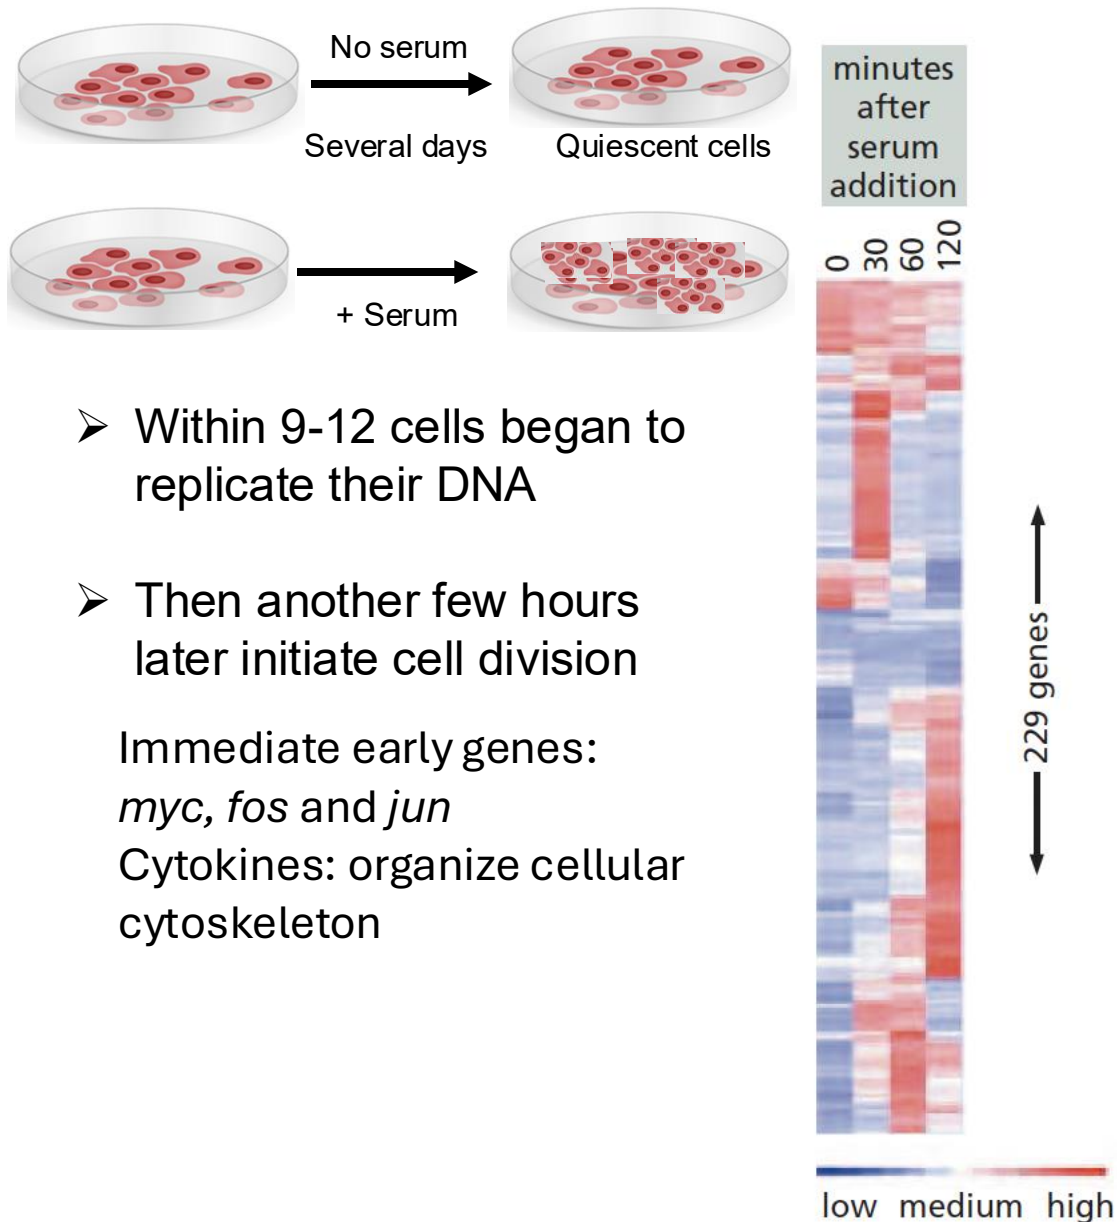 No serum
Several days
Quiescent cells
+ Serum
➢ Within 9-12 cells began to
replicate their DNA
➢ Then another few hours
later initiate cell division
Immediate early genes:
myc, fos and jun
Cytokines: organize cellular
cytoskeleton
minutes
after
serum
addition
0
30
60
120
229 genes
low medium high